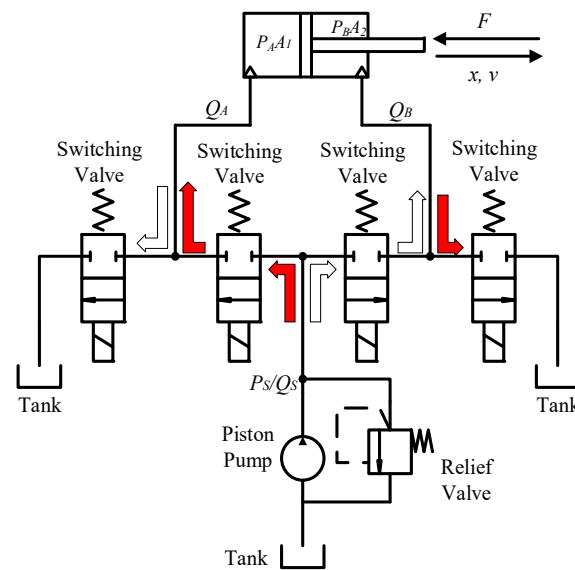 PAA1
PBA2
F
x, v
QA
QB
Switching
Valve
Switching
Valve
Switching
Valve
Switching
Valve
Tank
Tank
PS/QS
Piston
Pump
Relief
Valve
Tank